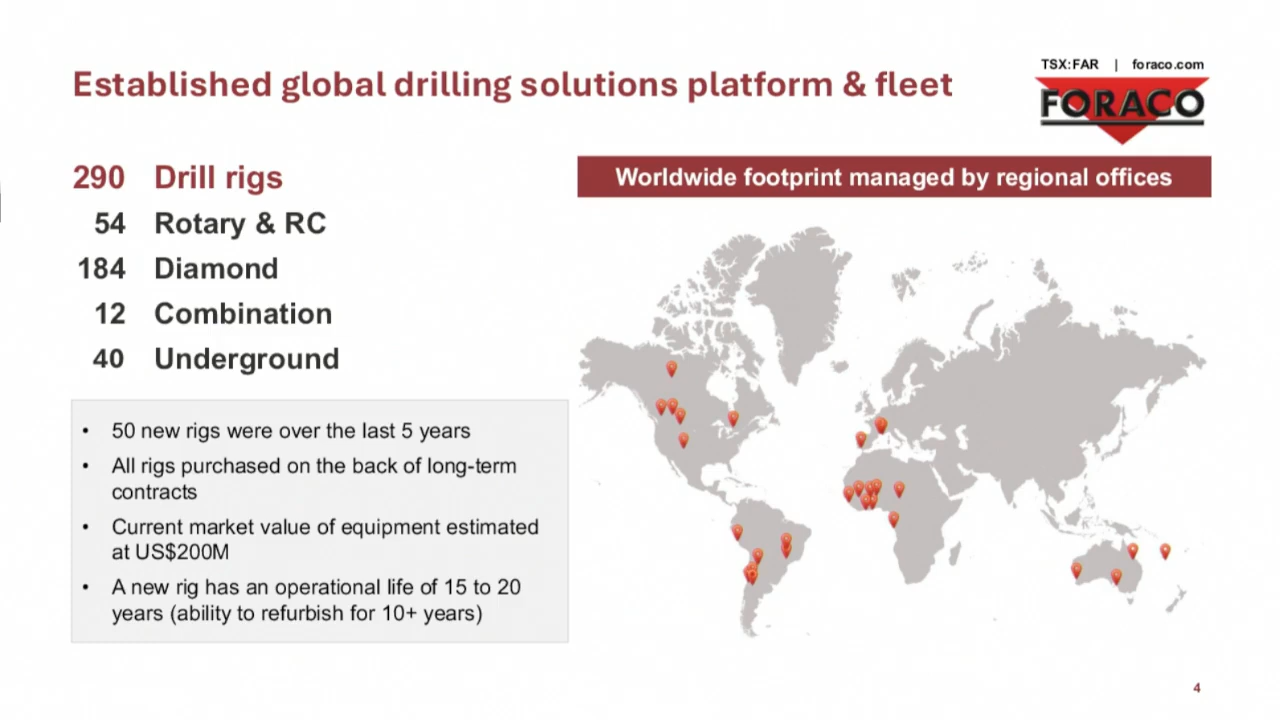 Established global drilling solutions platform & fleet
TSX:FAR | foraco.com
FORACO
290 Drill rigs
54 Rotary & RC
184 Diamond
12 Combination
40 Underground
• 50 new rigs were over the last 5 years
• All rigs purchased on the back of long-term
contracts
• Current market value of equipment estimated
at US$200M
• A new rig has an operational life of 15 to 20
years (ability to refurbish for 10+ years)
Worldwide footprint managed by regional offices
4